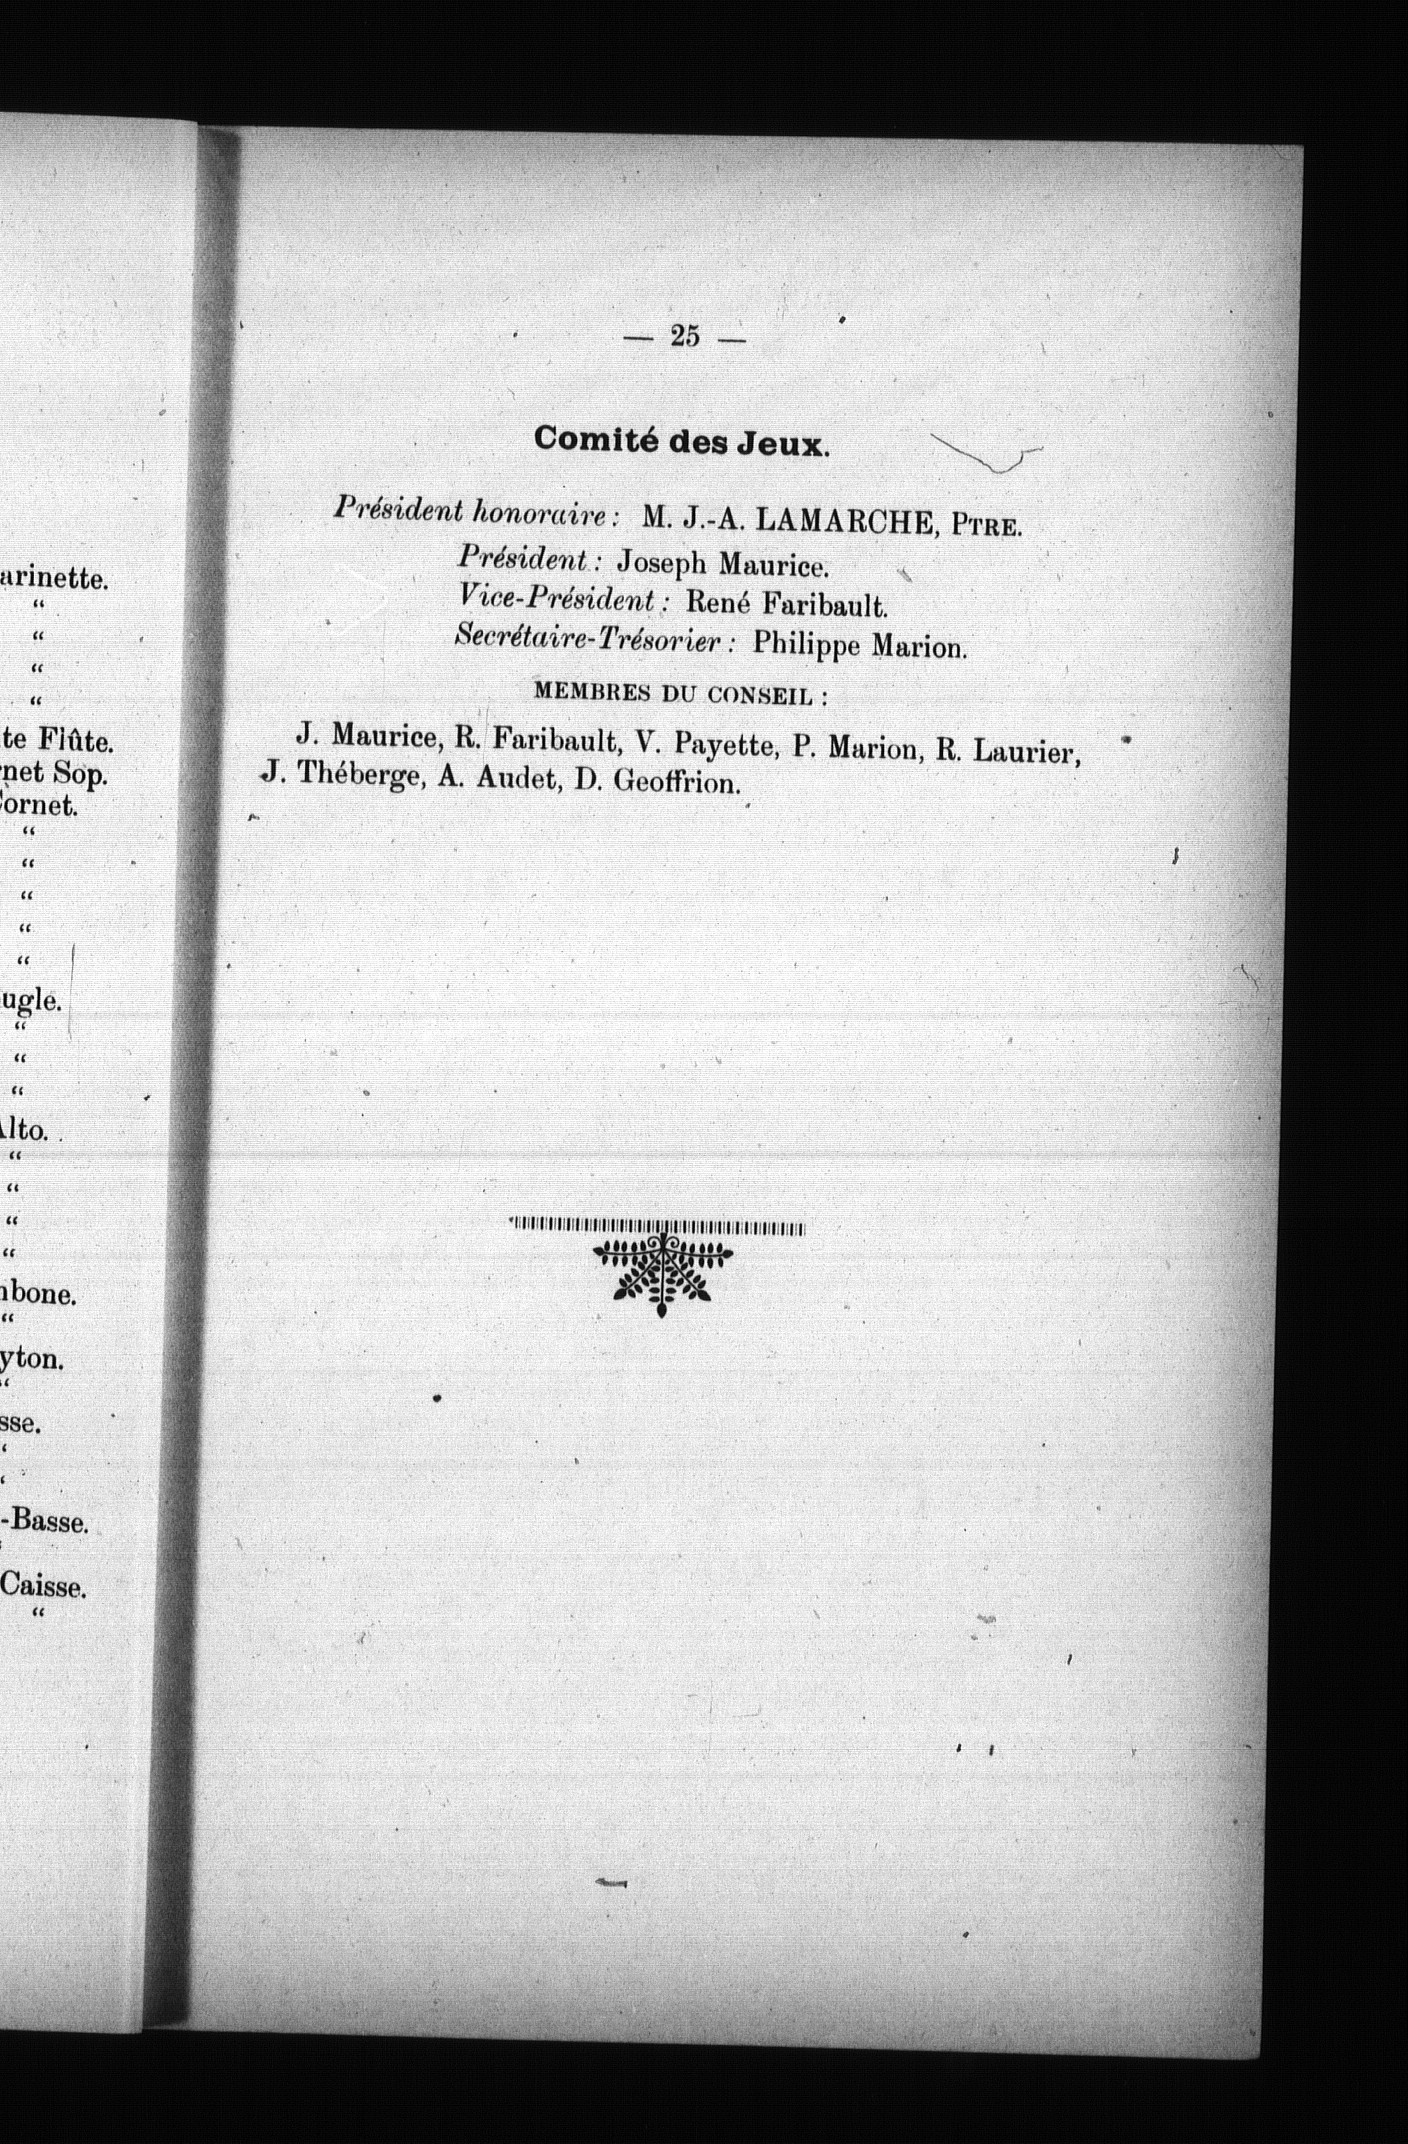 arinette.
“
“
“
“
te Flûte.
net Sop.
ornet.
“
“
“
“
“
ugle.
“
“
“
lto.
“
“
“
“
bone.
“
yton.
“
sse.
-Basse.
Caisse.
“
— 25 —
Comité des Jeux.
Président honoraire : M. J.-A. LAMARCHE, PTRE.
Président : Joseph Maurice.
Vice-Président : René Faribault.
Secrétaire-Trésorier : Philippe Marion.
MEMBRES DU CONSEIL :
J. Maurice, R. Faribault, V. Payette, P. Marion, R. Laurier,
J. Théberge, A. Audet, D. Geoffrion.